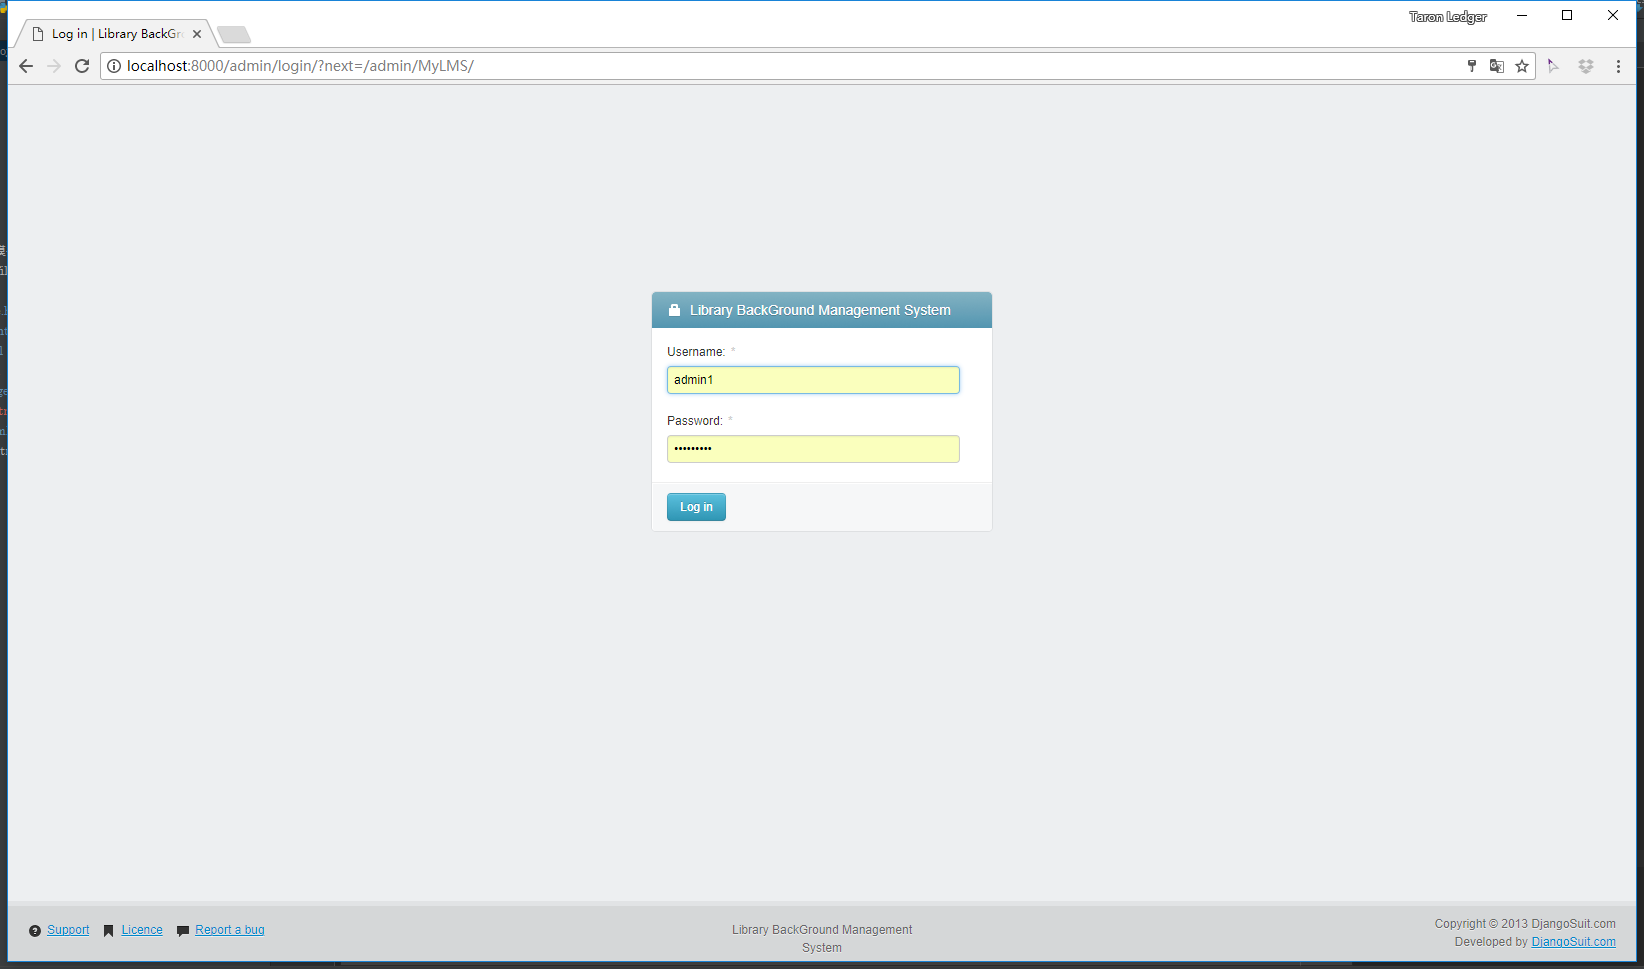 Taron Ledger
Log in | Library BackGr
localhost:8000/admin/login/?next=/admin/MyLMS/
Library BackGround Management System
Username: *
admin1
Password: *
•••••••••
Log in
Support
Licence
Report a bug
Library BackGround Management
System
Copyright © 2013 DjangoSuit.com
Developed by DjangoSuit.com